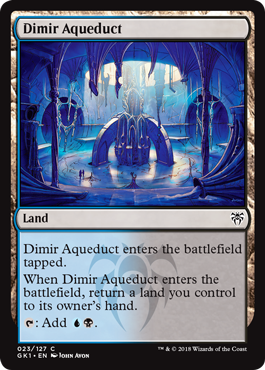 Dimir Aqueduct
Land
Dimir Aqueduct enters the battlefield
tapped.
When Dimir Aqueduct enters the
battlefield, return a land you control
to its owner's hand.
: Add .
023/127 C
GK1 • EN JOHN AVON
™ & © 2018 Wizards of the Coast